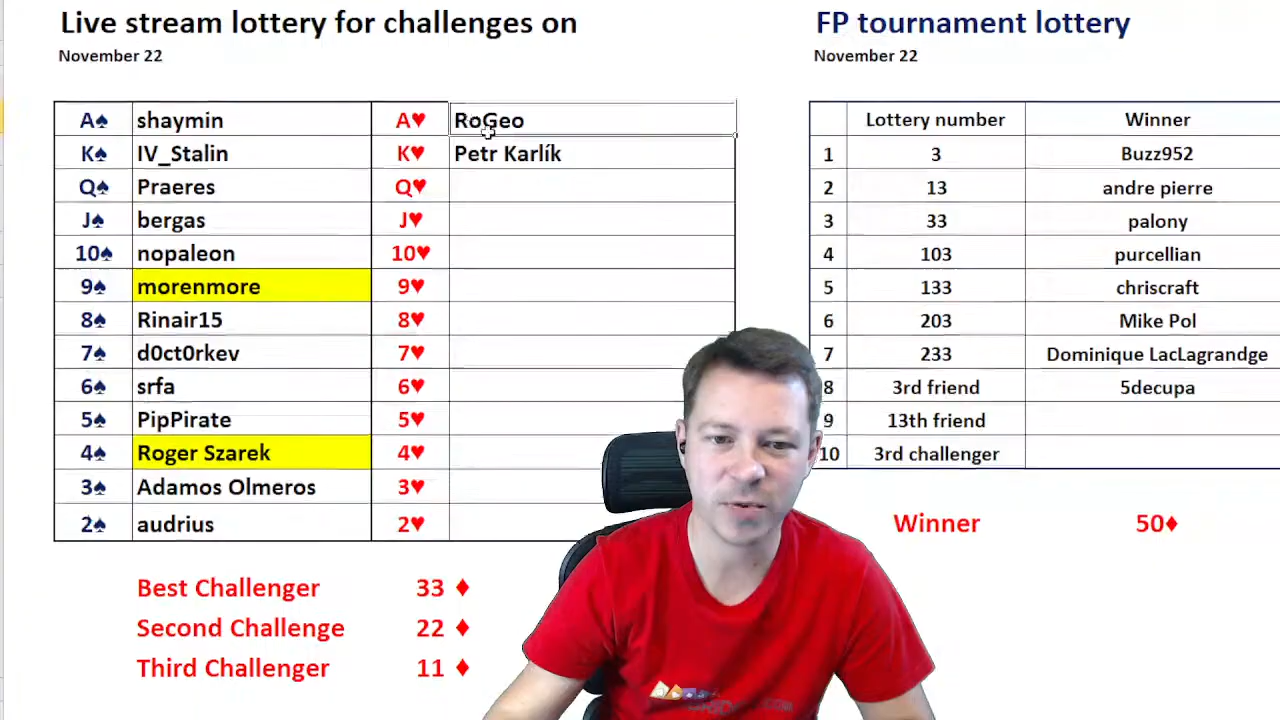 Live stream lottery for challenges on
November 22
A♠ shaymin A♥ RoGeo
K♠ IV_Stalin K♥ Petr Karlík
Q♠ Praeres Q♥
J♠ bergas J♥
10♠ nopaleon 10♥
9♠ morenmore 9♥
8♠ Rinair15 8♥
7♠ d0ct0rkev 7♥
6♠ srfa 6♥
5♠ PipPirate 5♥
4♠ Roger Szarek 4♥
3♠ Adamos Olmeros 3♥
2♠ audrius 2♥
Best Challenger 33 ♦
Second Challenge 22 ♦
Third Challenger 11 ♦
FP tournament lottery
November 22
Lottery number Winner
1 3 Buzz952
2 13 andre pierre
3 33 palony
4 103 purcellian
5 133 chriscraft
6 203 Mike Pol
7 233 Dominique LacLagrandge
8 3rd friend 5decupa
9 13th friend
10 3rd challenger
Winner 50♦